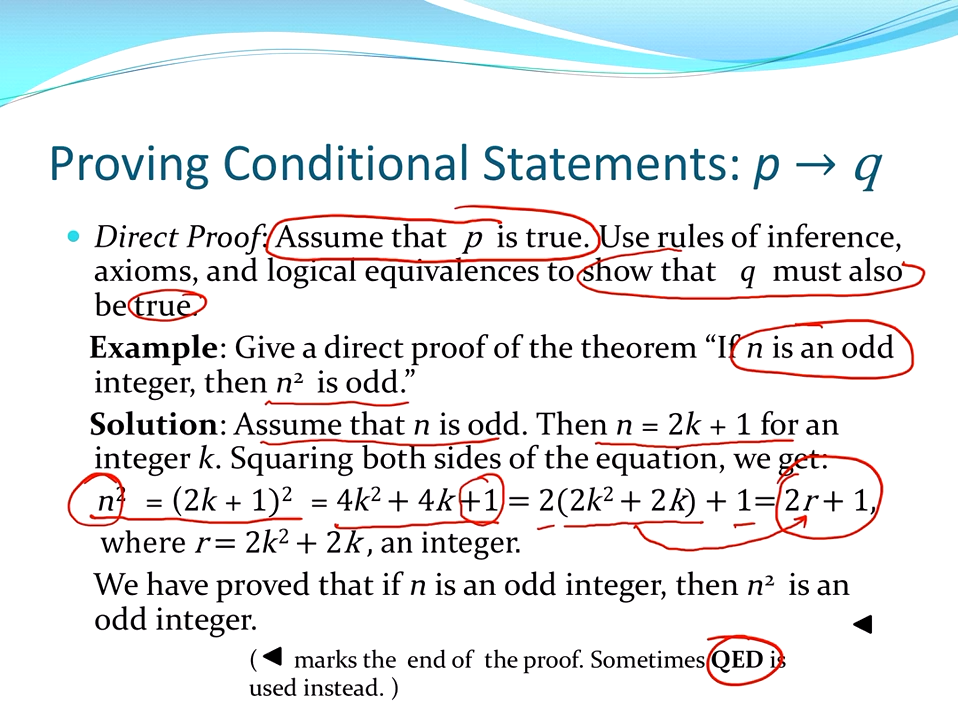 Proving Conditional Statements: p → q
• Direct Proof: Assume that p is true. Use rules of inference,
axioms, and logical equivalences to show that q must also
be true.
Example: Give a direct proof of the theorem “If n is an odd
integer, then n² is odd.”
Solution: Assume that n is odd. Then n = 2k + 1 for an
integer k. Squaring both sides of the equation, we get:
n² = (2k + 1)² = 4k² + 4k +1 = 2(2k² + 2k) + 1= 2r + 1,
where r = 2k² + 2k , an integer.
We have proved that if n is an odd integer, then n² is an
odd integer. ◀
( ◀ marks the end of the proof. Sometimes QED is
used instead. )